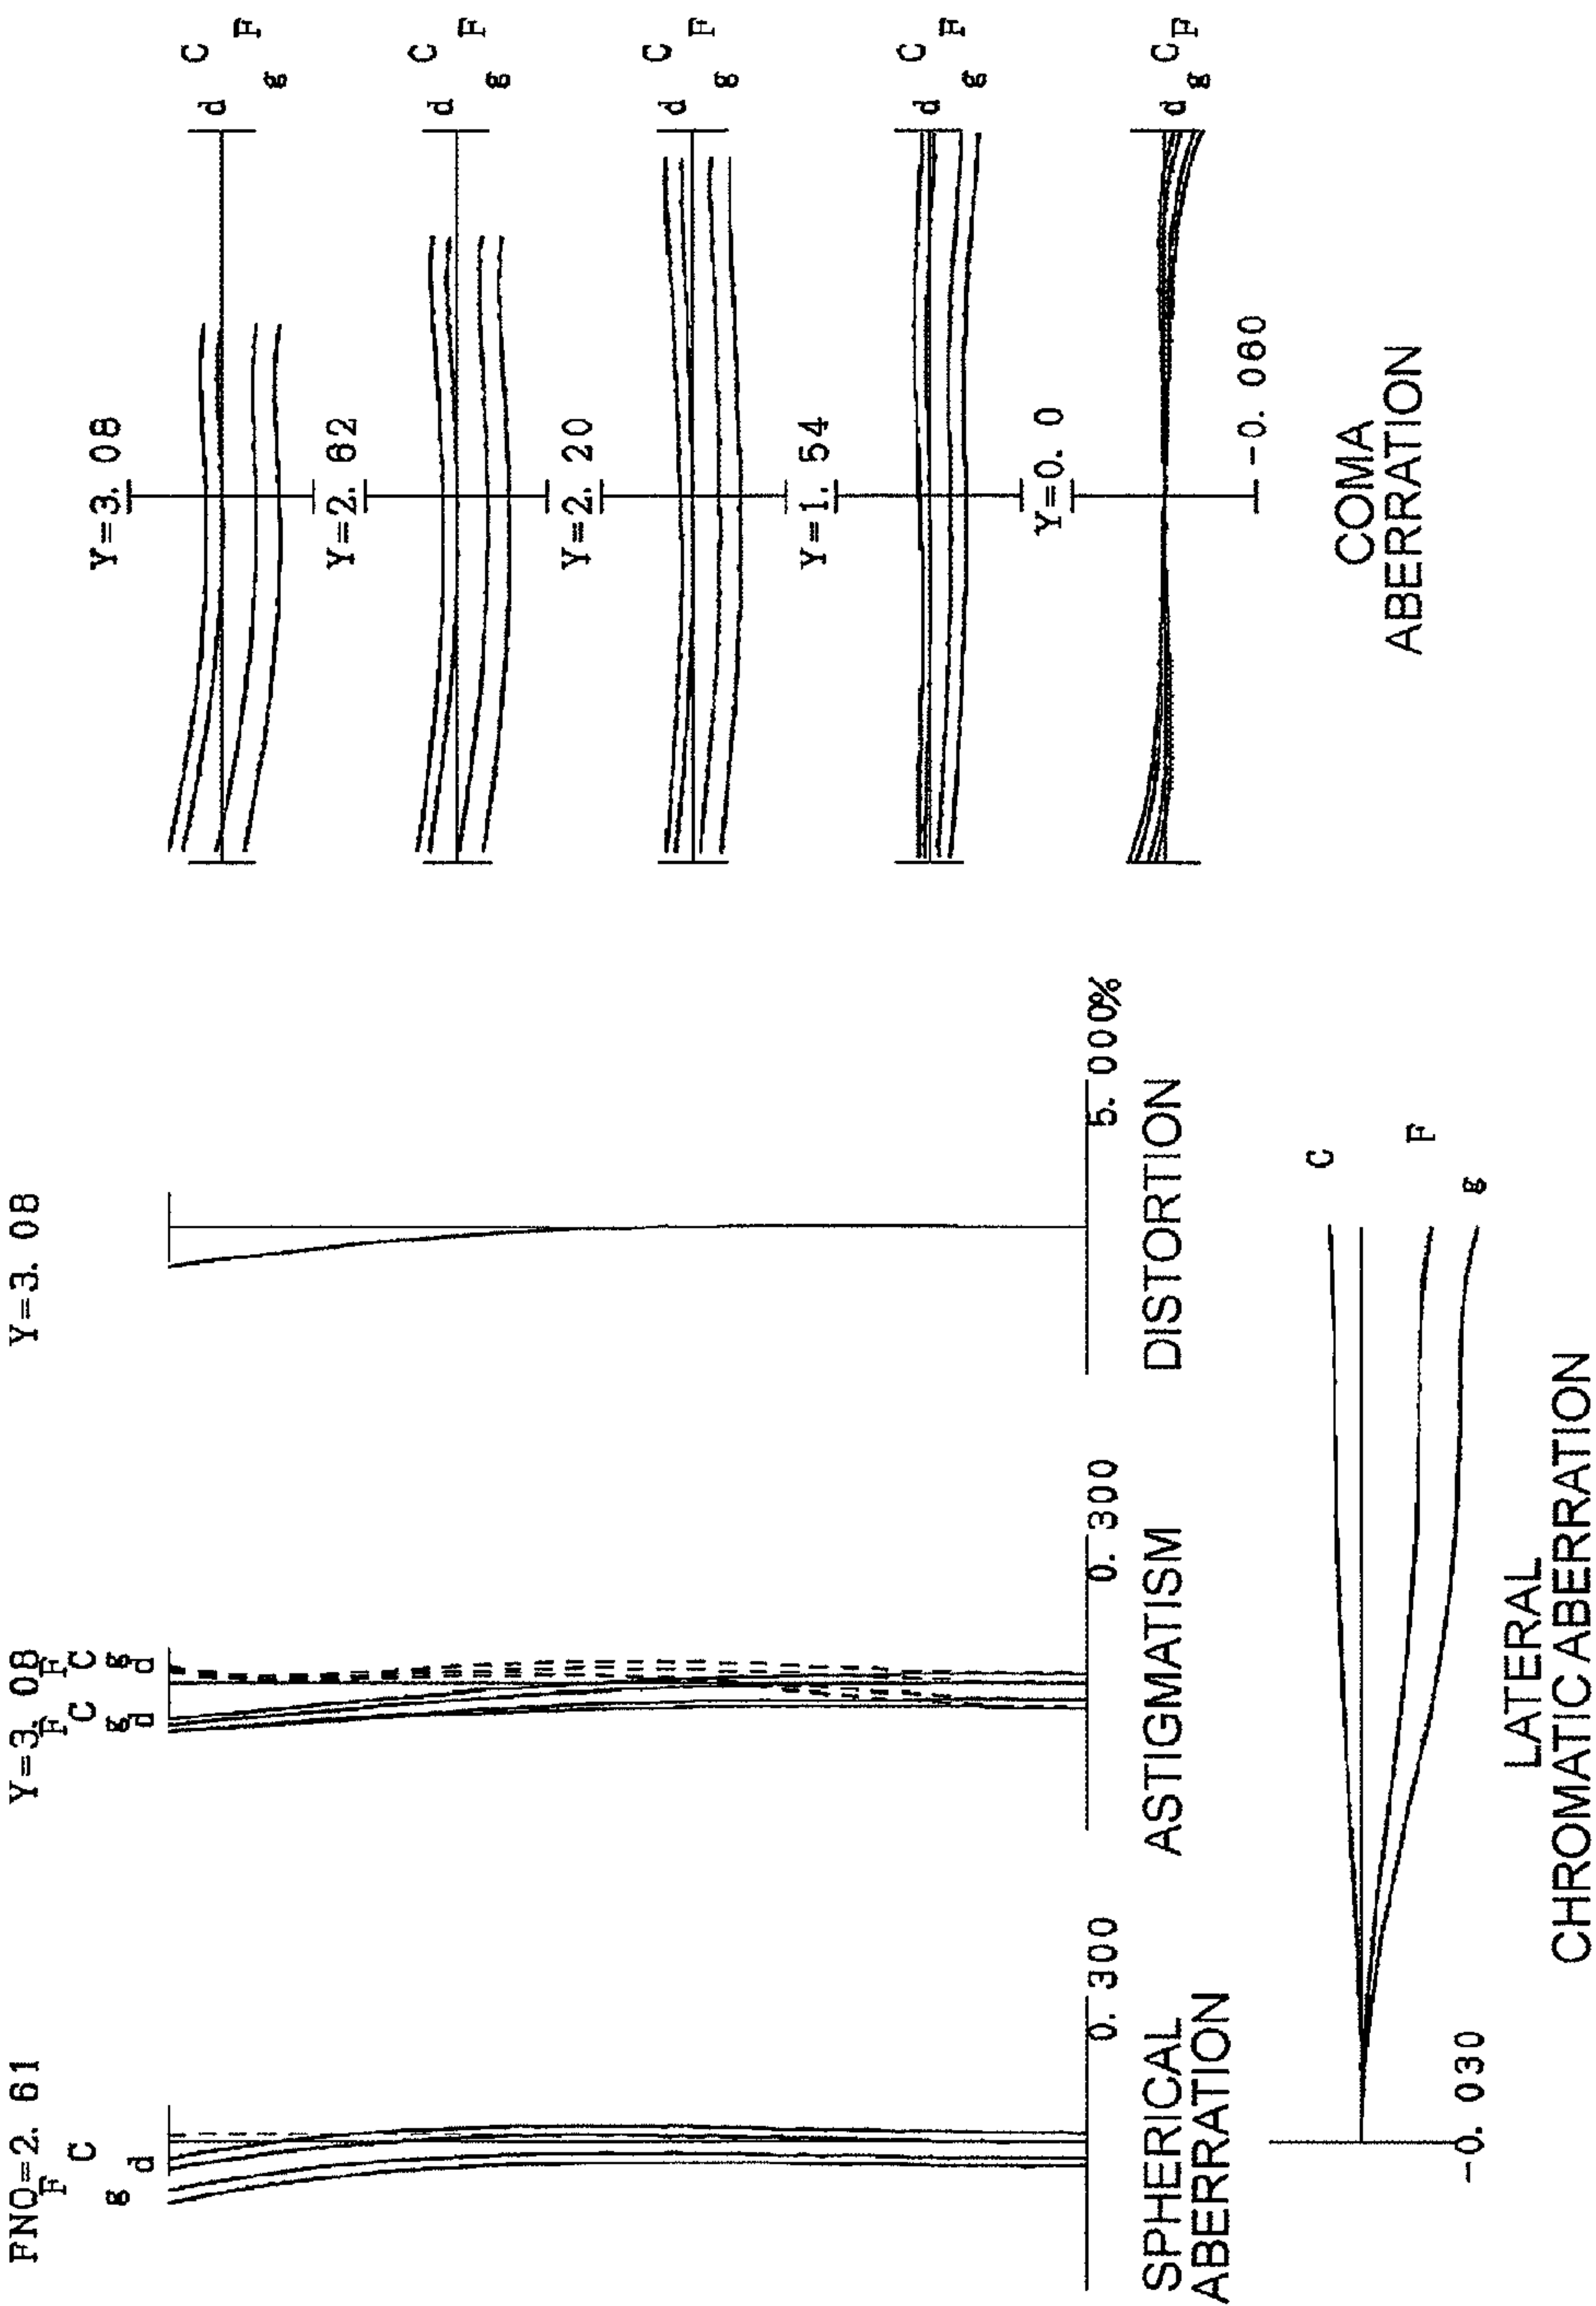 FNO=2. 61
F
C
g
d
0. 300
SPHERICAL
ABERRATION
Y=3. 08
F
C
g
d
F
C
g
d
0. 300
ASTIGMATISM
Y=3. 08
5. 000%
DISTORTION
Y=3. 08
d
C
g
F
Y=2. 62
d
C
g
F
Y=2. 20
d
C
g
F
Y=1. 54
d
C
g
F
Y=0. 0
d
C
g
F
-0. 060
COMA
ABERRATION
C
F
g
-0. 030
LATERAL
CHROMATIC ABERRATION